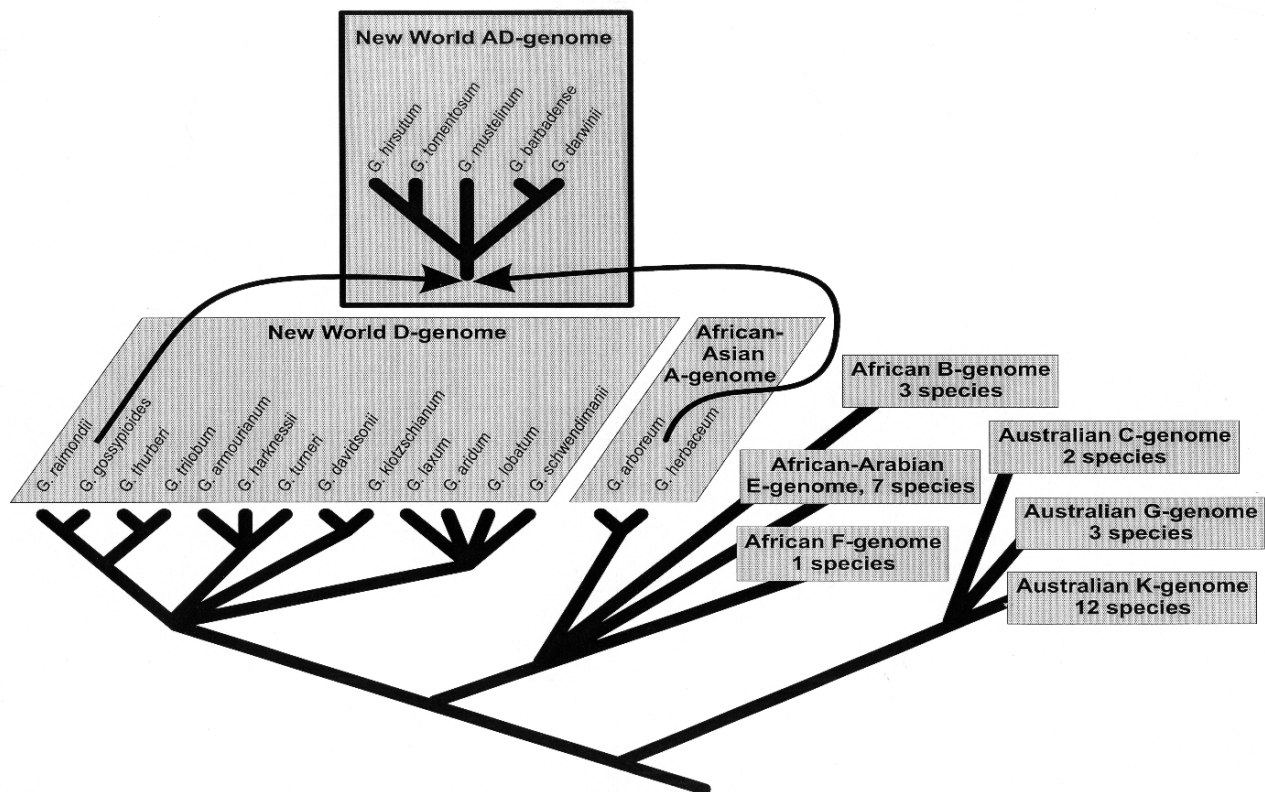 New World AD-genome
G. hirsutum
G. tomentosum
G. mustelinum
G. barbadense
G. darwinii
New World D-genome
G. raimondii
G. gossypioides
G. thurberi
G. trilobum
G. armourianum
G. harknessii
G. turneri
G. davidsonii
G. klotzschianum
G. laxum
G. aridum
G. lobatum
G. schwendimanii
African-
Asian
A-genome
G. arboreum
G. herbaceum
African B-genome
3 species
Australian C-genome
2 species
African-Arabian
E-genome, 7 species
Australian G-genome
3 species
African F-genome
1 species
Australian K-genome
12 species